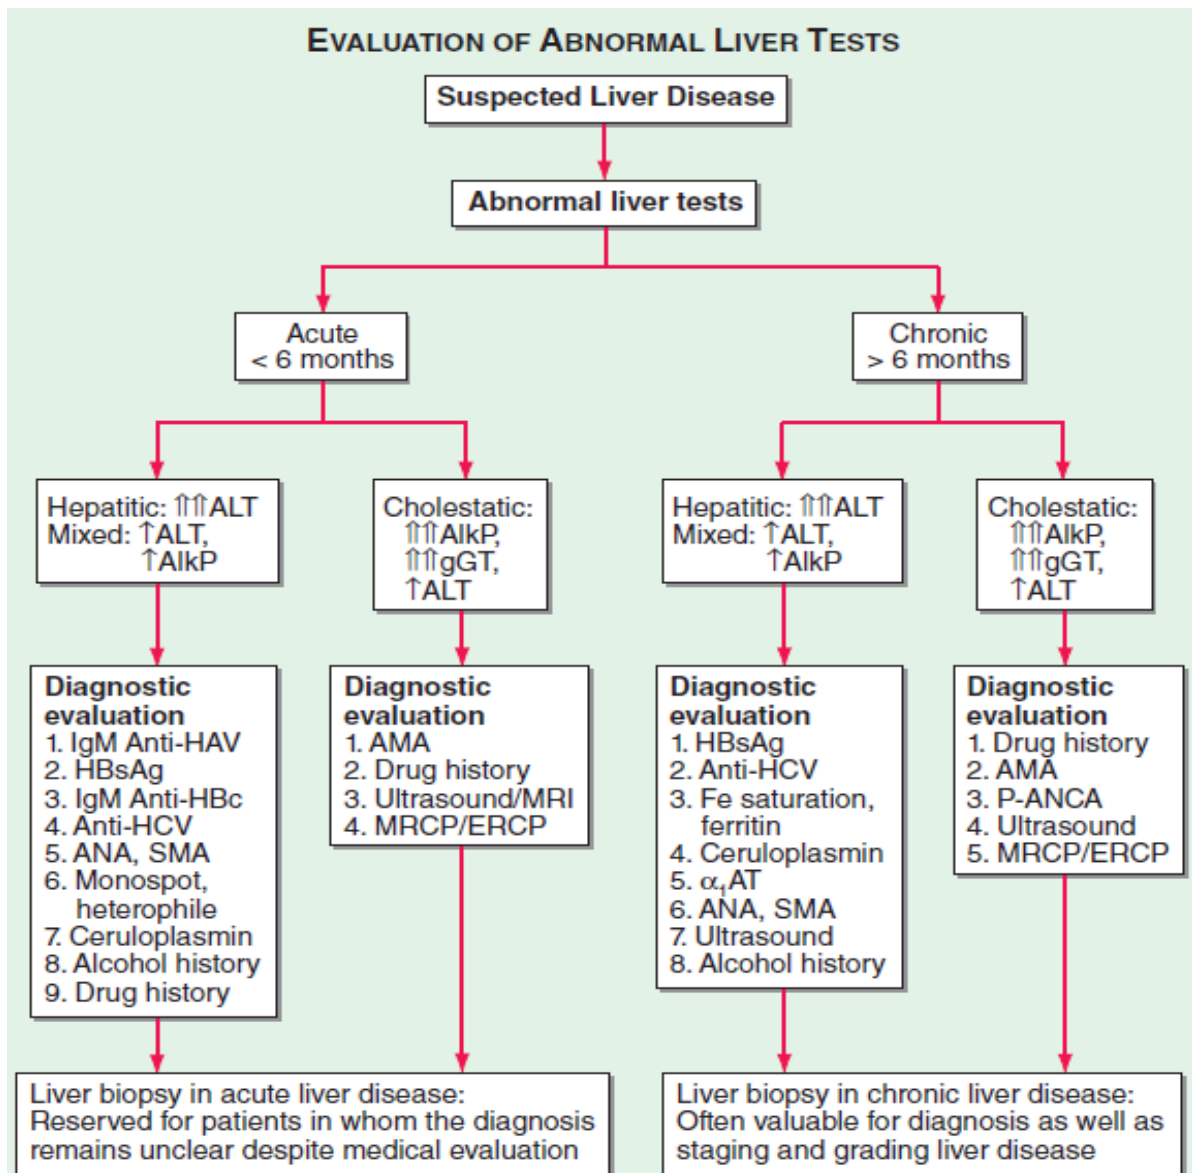 EVALUATION OF ABNORMAL LIVER TESTS
Suspected Liver Disease
Abnormal liver tests
Acute
< 6 months
Chronic
> 6 months
Hepatitic: ⇑⇑ALT
Mixed: ↑ALT,
↑AlkP
Cholestatic:
⇑⇑AlkP,
⇑⇑gGT,
↑ALT
Hepatitic: ⇑⇑ALT
Mixed: ↑ALT,
↑AlkP
Cholestatic:
⇑⇑AlkP,
⇑⇑gGT,
↑ALT
Diagnostic
evaluation
1. IgM Anti-HAV
2. HBsAg
3. IgM Anti-HBc
4. Anti-HCV
5. ANA, SMA
6. Monospot,
heterophile
7. Ceruloplasmin
8. Alcohol history
9. Drug history
Diagnostic
evaluation
1. AMA
2. Drug history
3. Ultrasound/MRI
4. MRCP/ERCP
Diagnostic
evaluation
1. HBsAg
2. Anti-HCV
3. Fe saturation,
ferritin
4. Ceruloplasmin
5. α₁AT
6. ANA, SMA
7. Ultrasound
8. Alcohol history
Diagnostic
evaluation
1. Drug history
2. AMA
3. P-ANCA
4. Ultrasound
5. MRCP/ERCP
Liver biopsy in acute liver disease:
Reserved for patients in whom the diagnosis
remains unclear despite medical evaluation
Liver biopsy in chronic liver disease:
Often valuable for diagnosis as well as
staging and grading liver disease